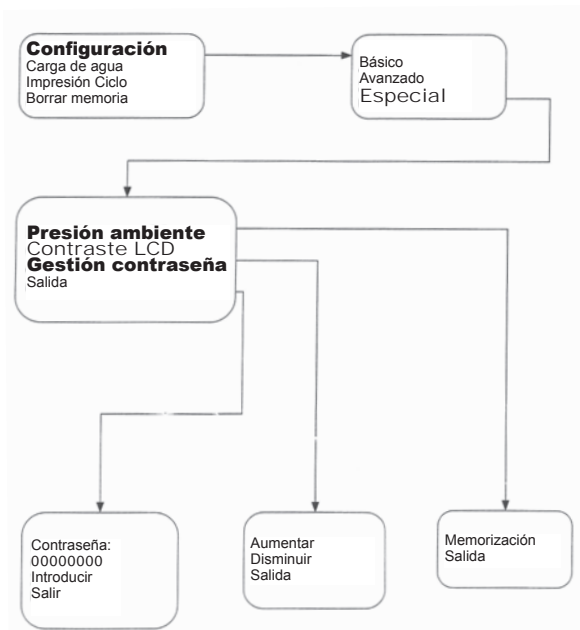 Configuración
Carga de agua
Impresión Ciclo
Borrar memoria
Básico
Avanzado
Especial
Presión ambiente
Contraste LCD
Gestión contraseña
Salida
Contraseña:
00000000
Introducir
Salir
Aumentar
Disminuir
Salida
Memorización
Salida